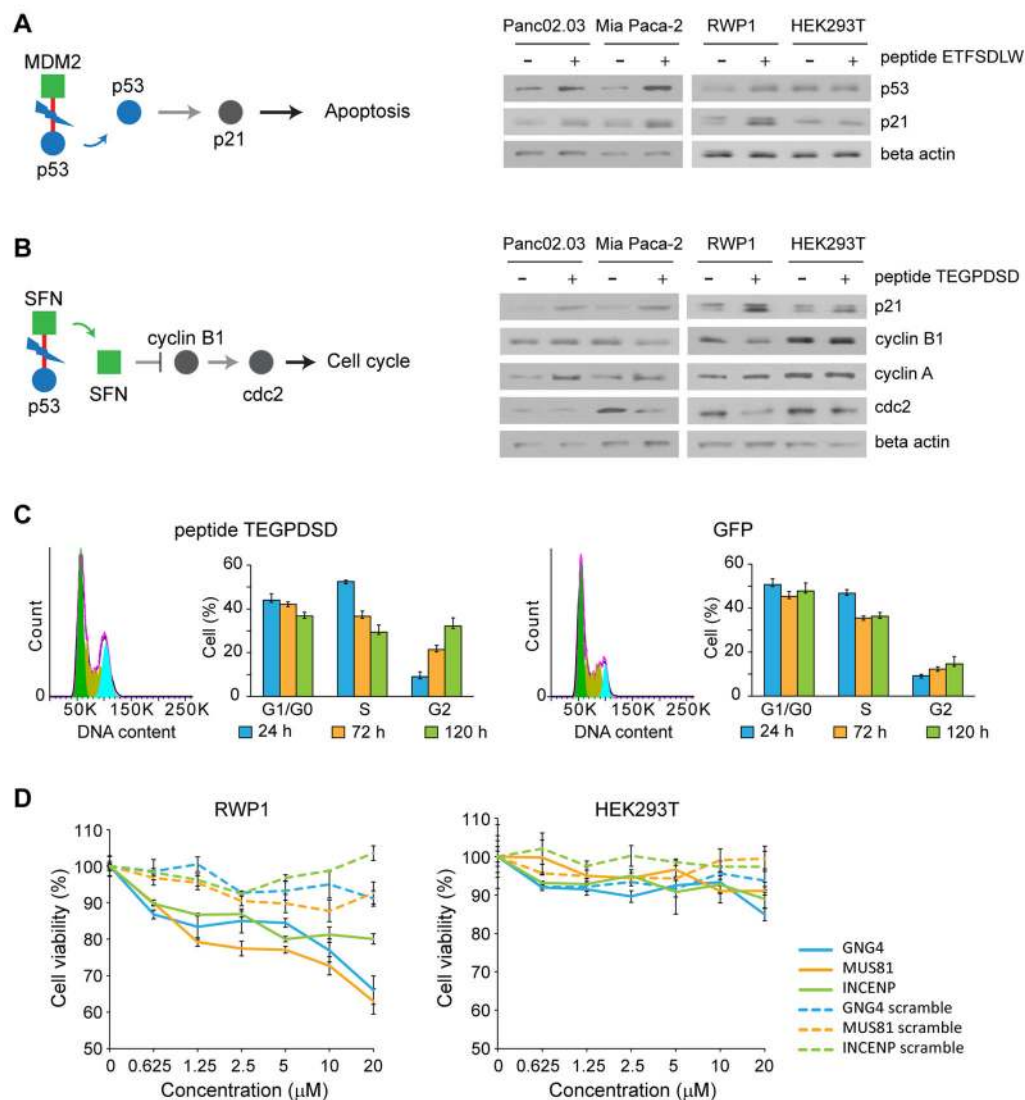 A
MDM2
p53
p53
p21
Apoptosis
Panc02.03 Mia Paca-2 RWP1 HEK293T
- + - + - + - + peptide ETFSDLW
p53
p21
beta actin
B
SFN
p53
SFN
cyclin B1
cdc2
Cell cycle
Panc02.03 Mia Paca-2 RWP1 HEK293T
- + - + - + - + peptide TEGPDSD
p21
cyclin B1
cyclin A
cdc2
beta actin
C
peptide TEGPDSD
Count
0
50K 150K 250K
DNA content
Cell (%)
60
40
20
0
G1/G0 S G2
24 h 72 h 120 h
GFP
Count
0
50K 150K 250K
DNA content
Cell (%)
60
40
20
0
G1/G0 S G2
24 h 72 h 120 h
D
RWP1
Cell viability (%)
110
100
90
80
70
60
50
0 0.625 1.25 2.5 5 10 20
Concentration (μM)
HEK293T
Cell viability (%)
110
100
90
80
70
60
50
0 0.625 1.25 2.5 5 10 20
Concentration (μM)
GNG4
MUS81
INCENP
GNG4 scramble
MUS81 scramble
INCENP scramble